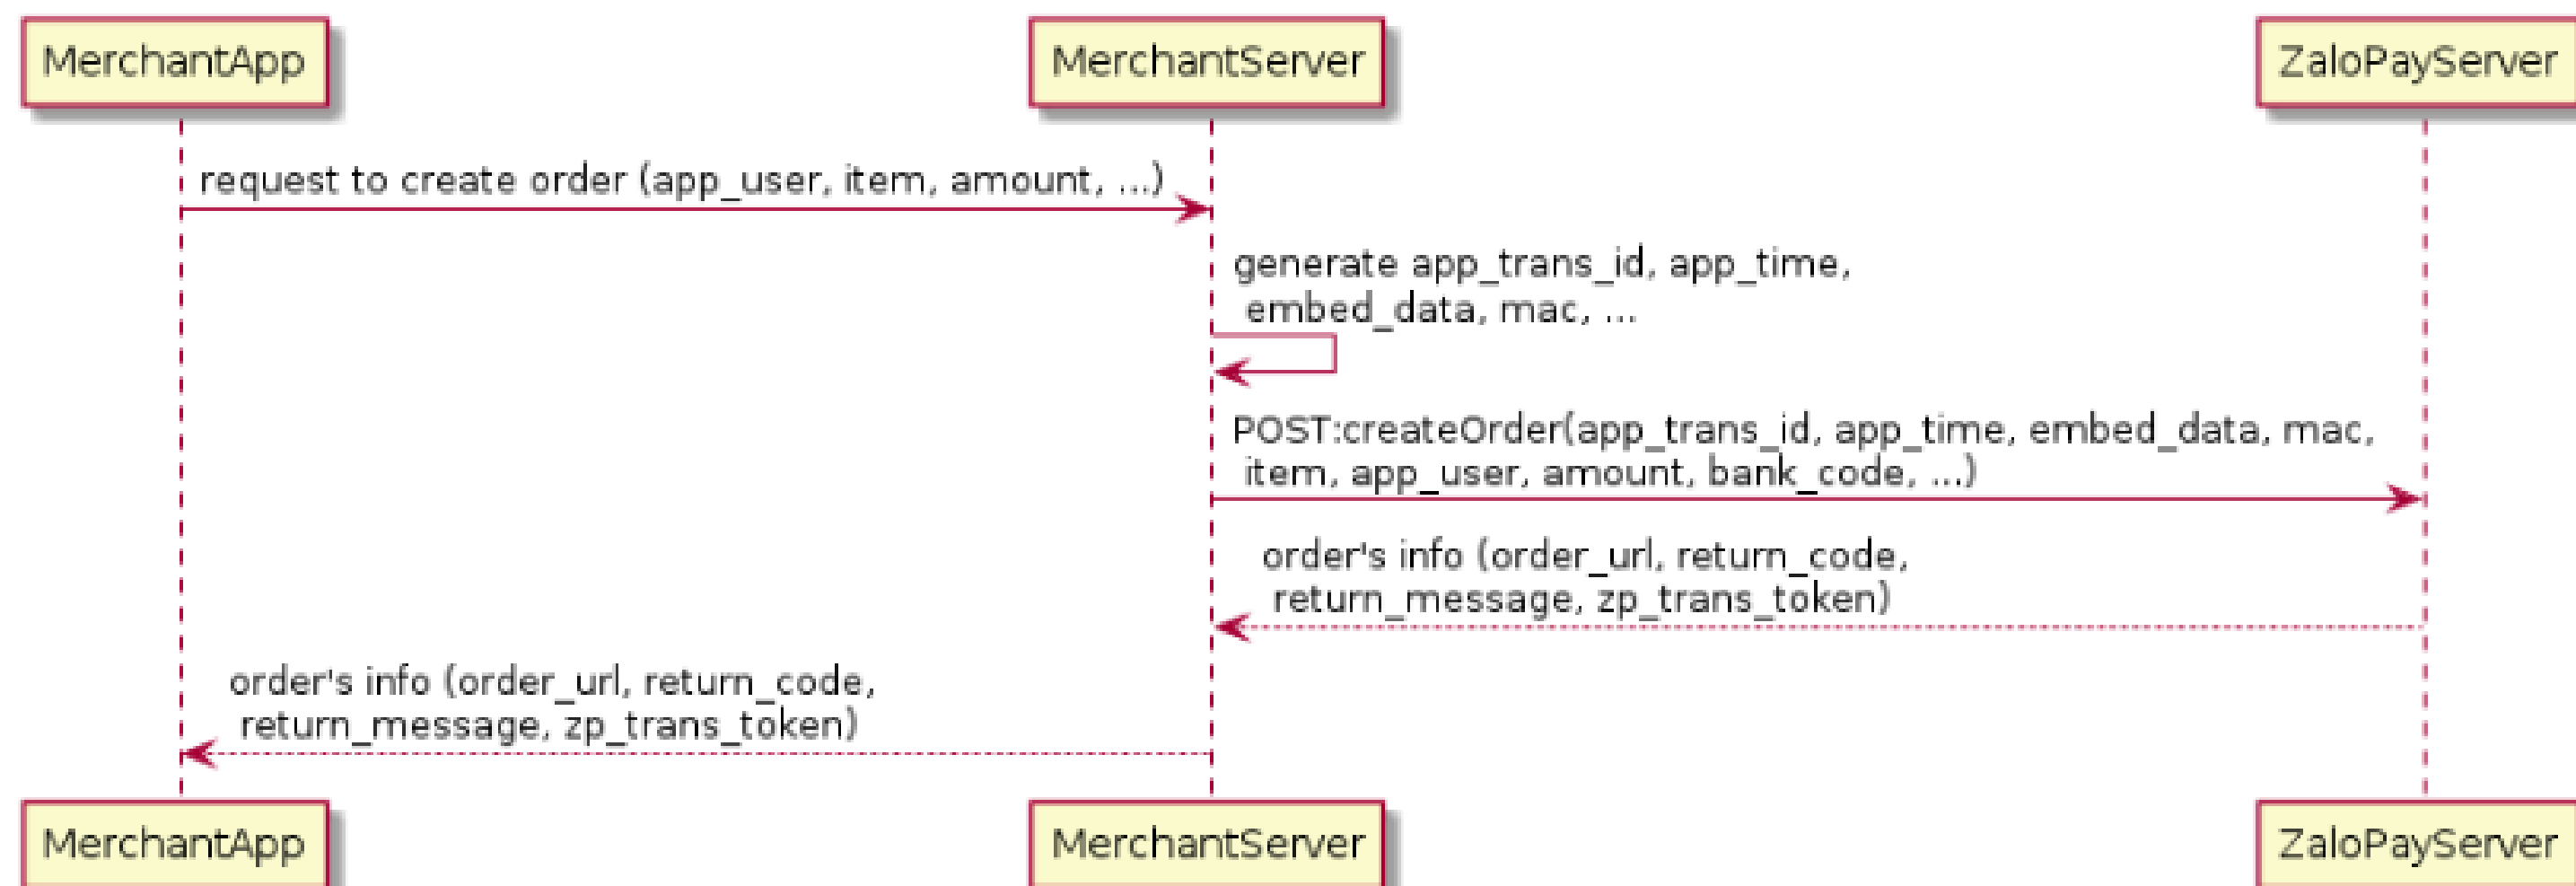 MerchantApp
MerchantServer
ZaloPayServer
request to create order (app_user, item, amount, ...)
generate app_trans_id, app_time,
embed_data, mac, ...
POST:createOrder(app_trans_id, app_time, embed_data, mac,
item, app_user, amount, bank_code, ...)
order's info (order_url, return_code,
return_message, zp_trans_token)
order's info (order_url, return_code,
return_message, zp_trans_token)
MerchantApp
MerchantServer
ZaloPayServer